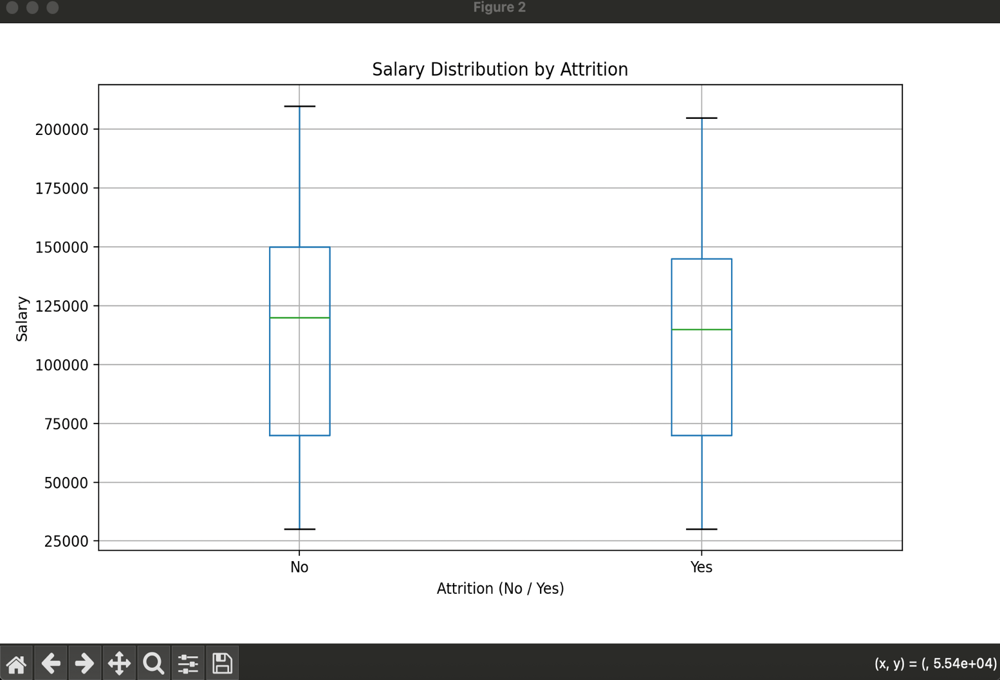 Figure 2
Salary Distribution by Attrition
200000
175000
150000
125000
100000
75000
50000
25000
Salary
No
Yes
Attrition (No / Yes)
(x, y) = (, 5.54e+04)